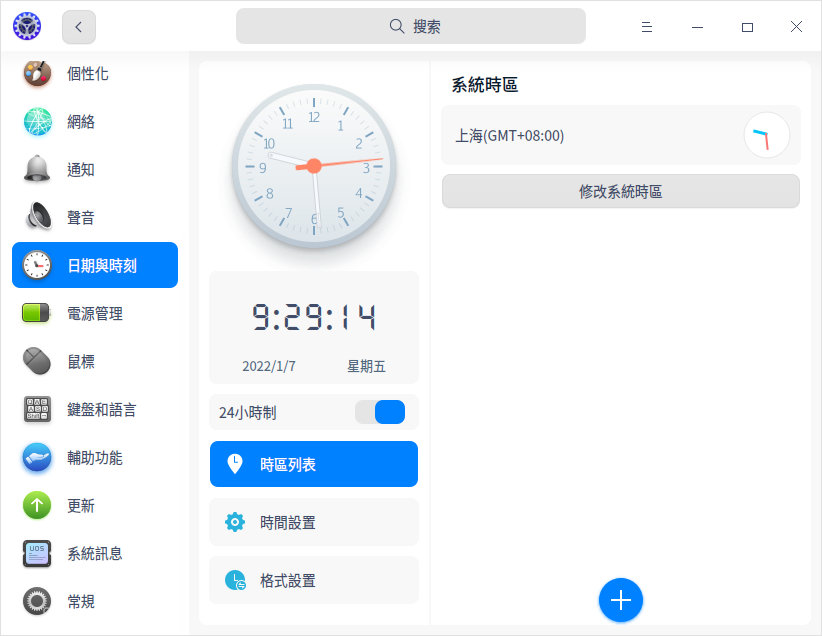 搜索
個性化
網絡
通知
聲音
日期與時刻
電源管理
鼠標
鍵盤和語言
輔助功能
更新
UOS
系統訊息
常規
12
1
2
3
4
5
6
7
8
9
10
11
9:29:14
2022/1/7 星期五
24小時制
時區列表
時間設置
格式設置
系統時區
上海(GMT+08:00)
修改系統時區